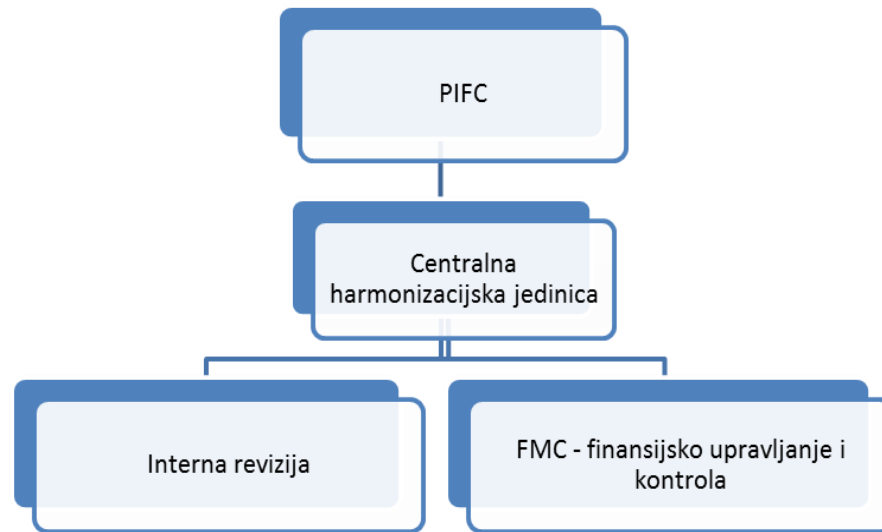 PIFC
Centralna
harmonizacijska jedinica
Interna revizija
FMC - finansijsko upravljanje i
kontrola